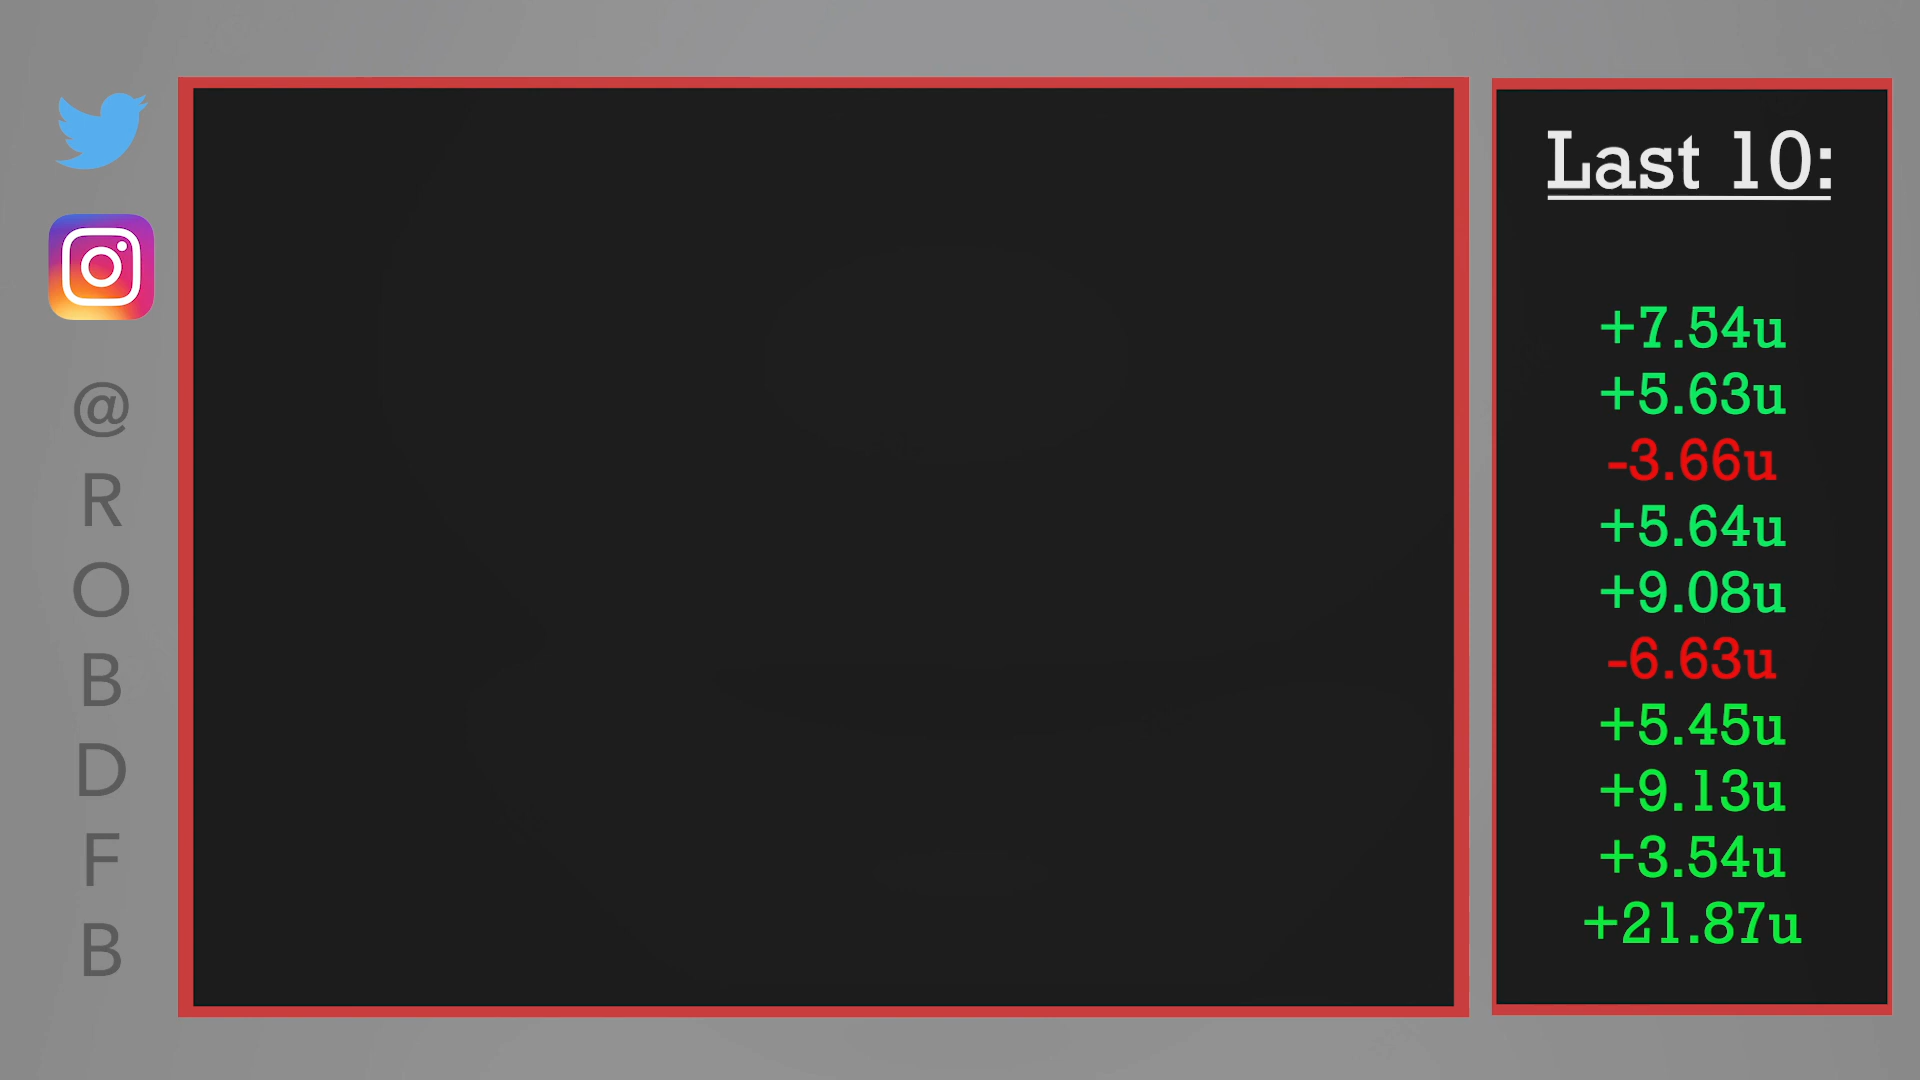 @
R
O
B
D
F
B
Last 10:
+7.54u
+5.63u
-3.66u
+5.64u
+9.08u
-6.63u
+5.45u
+9.13u
+3.54u
+21.87u